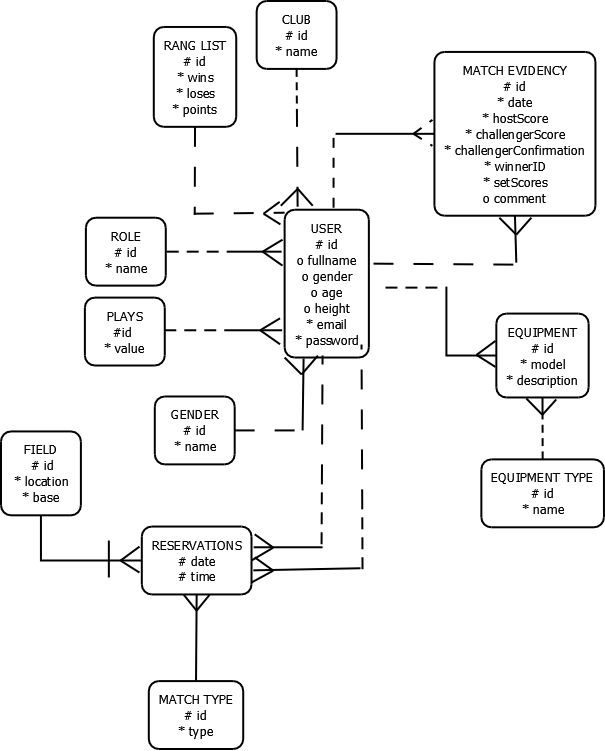 CLUB
# id
* name
RANG LIST
# id
* wins
* loses
* points
MATCH EVIDENCY
# id
* date
* hostScore
* challengerScore
* challengerConfirmation
* winnerID
* setScores
o comment
USER
# id
o fullname
o gender
o age
o height
* email
* password
ROLE
# id
* name
PLAYS
#id
* value
EQUIPMENT
# id
* model
* description
GENDER
# id
* name
FIELD
# id
* location
* base
EQUIPMENT TYPE
# id
* name
RESERVATIONS
# date
# time
MATCH TYPE
# id
* type